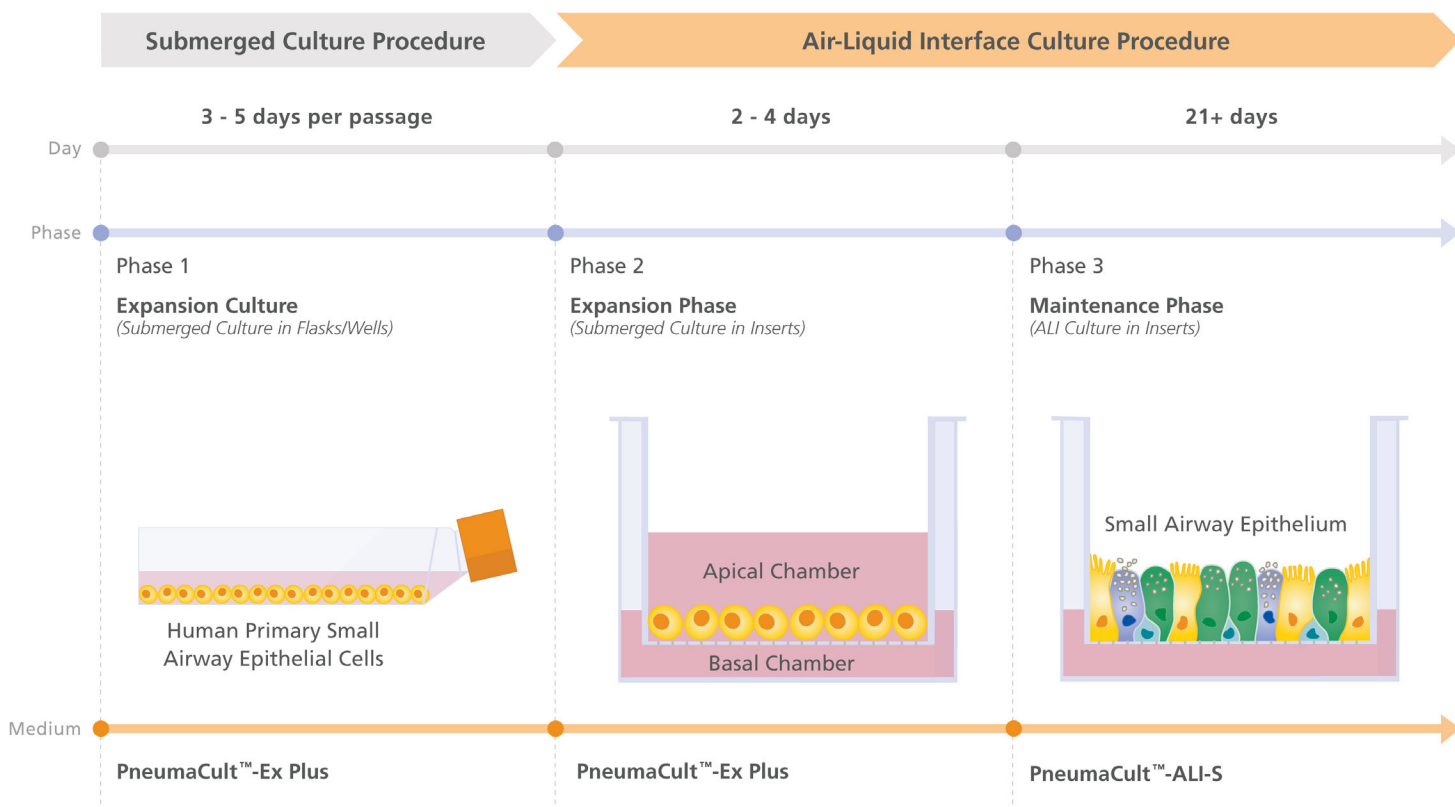 Submerged Culture Procedure
Air-Liquid Interface Culture Procedure
3 - 5 days per passage
2 - 4 days
21+ days
Day
Phase
Phase 1
Expansion Culture
(Submerged Culture in Flasks/Wells)
Phase 2
Expansion Phase
(Submerged Culture in Inserts)
Phase 3
Maintenance Phase
(ALI Culture in Inserts)
Human Primary Small
Airway Epithelial Cells
Apical Chamber
Basal Chamber
Small Airway Epithelium
Medium
PneumaCult™-Ex Plus
PneumaCult™-Ex Plus
PneumaCult™-ALI-S